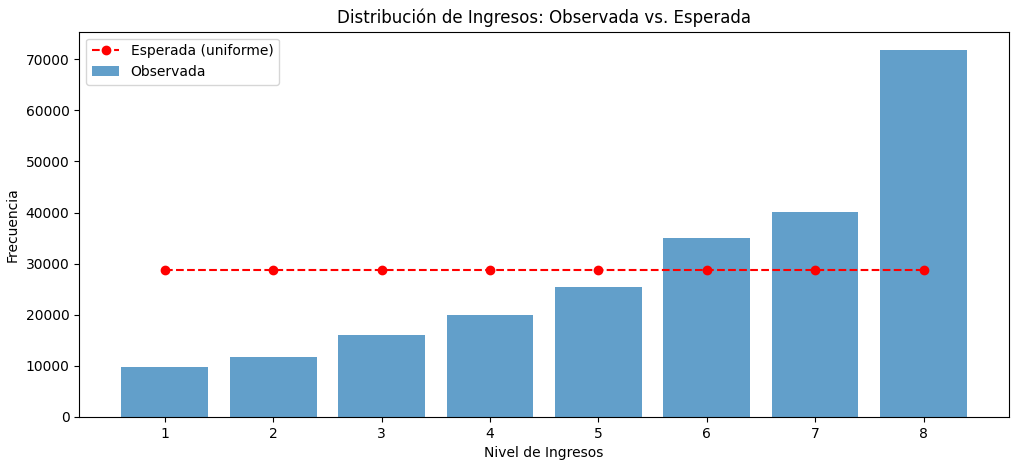 Distribución de Ingresos: Observada vs. Esperada
Esperada (uniforme)
Observada
70000
60000
50000
40000
30000
20000
10000
0
Frecuencia
1 2 3 4 5 6 7 8
Nivel de Ingresos